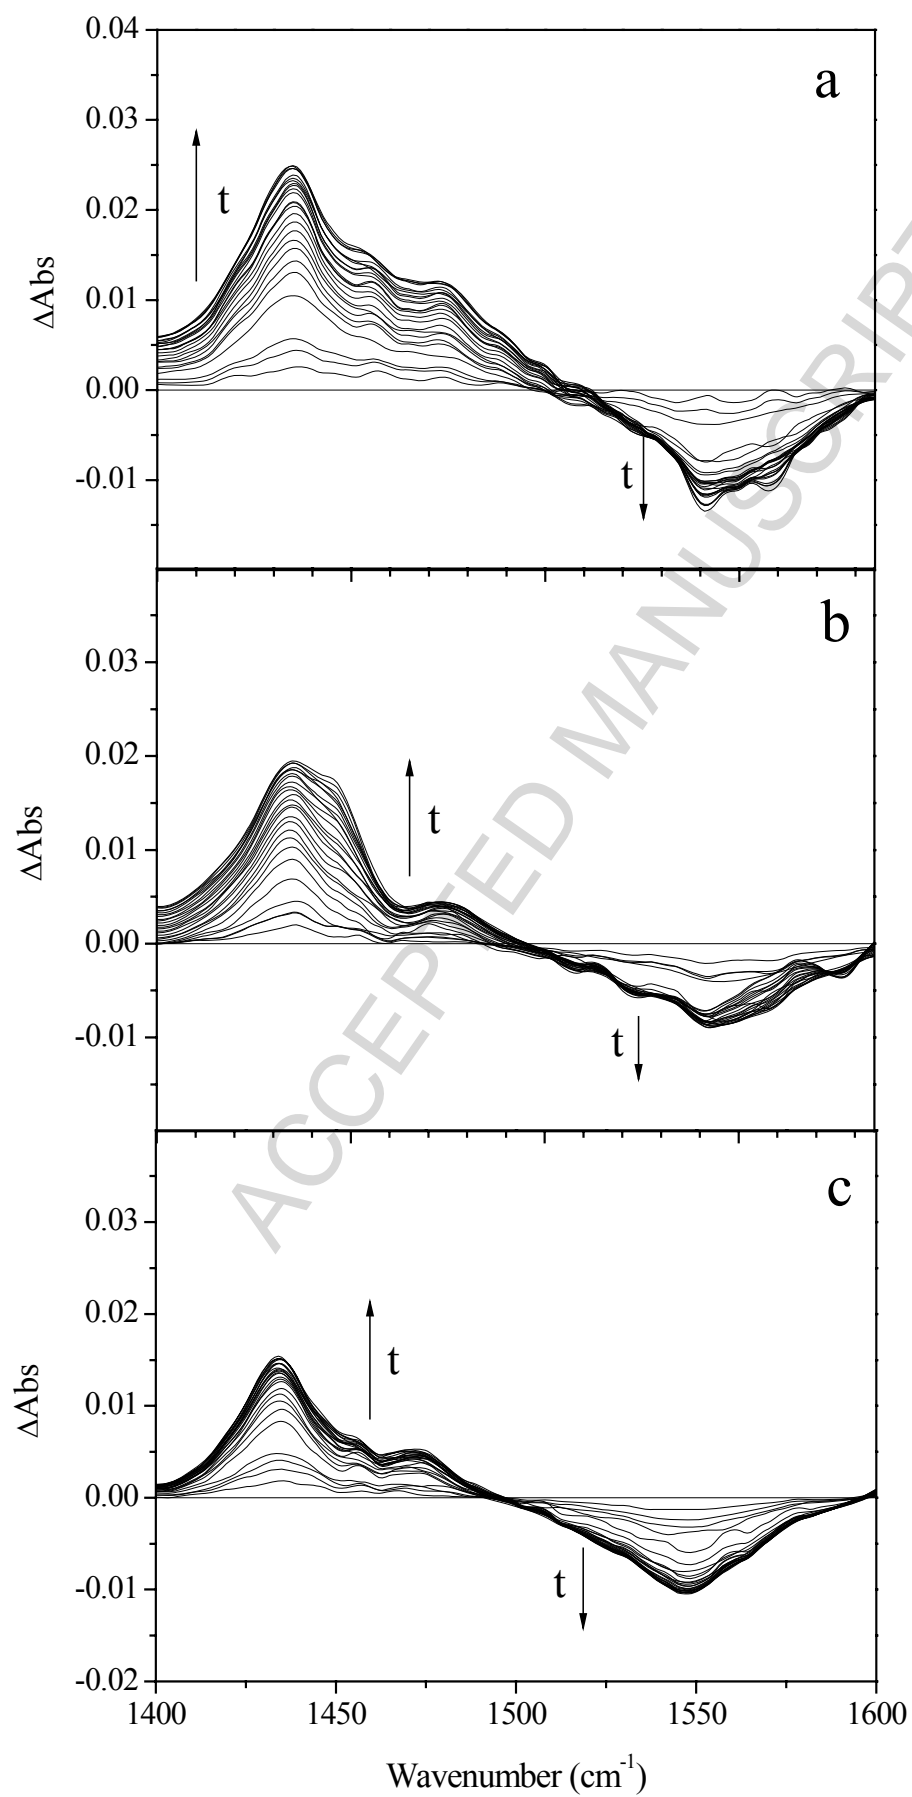 0.04
a
0.03
t
0.02
ΔAbs
0.01
0.00
t
-0.01
b
0.03
0.02
t
ΔAbs
0.01
0.00
t
-0.01
c
0.03
0.02
t
ΔAbs
0.01
0.00
t
-0.01
-0.02
1400 1450 1500 1550 1600
Wavenumber (cm-1)
ACCEPTED MANUSCRIPT